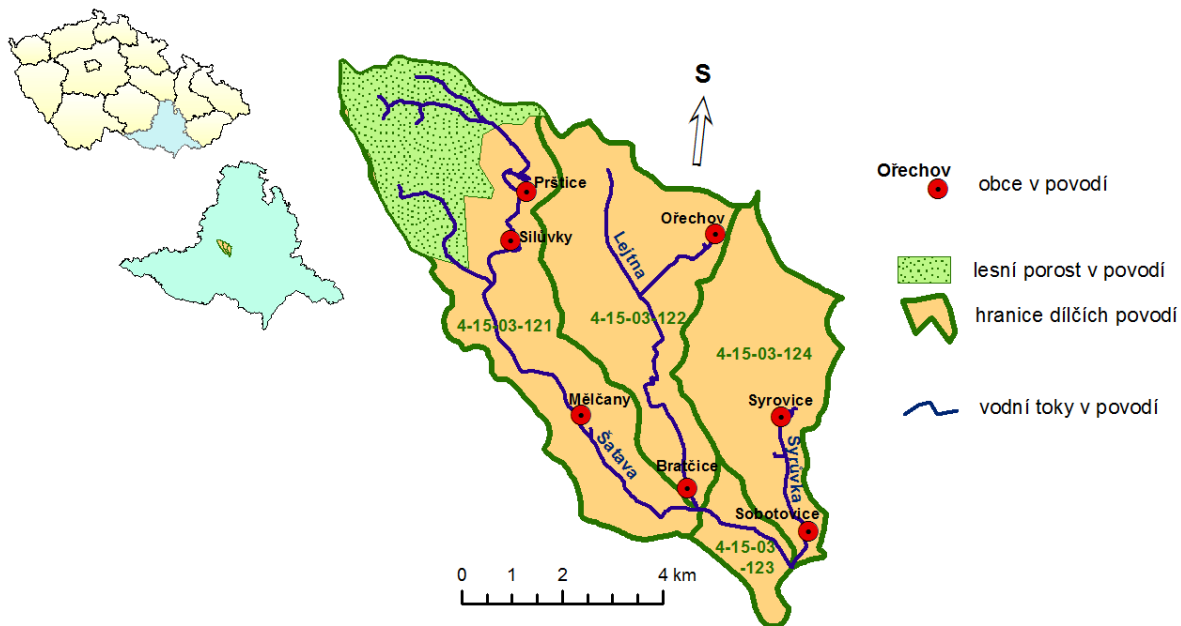 S
Prštice
Ořechov
Silůvky
Lejtna
4-15-03-121
4-15-03-122
4-15-03-124
Mělčany
Syrovice
Šatava
Bratčice
Syrůvka
Sobotovice
4-15-03
-123
0 1 2 4 km
Ořechov
obce v povodí
lesní porost v povodí
hranice dílčích povodí
vodní toky v povodí